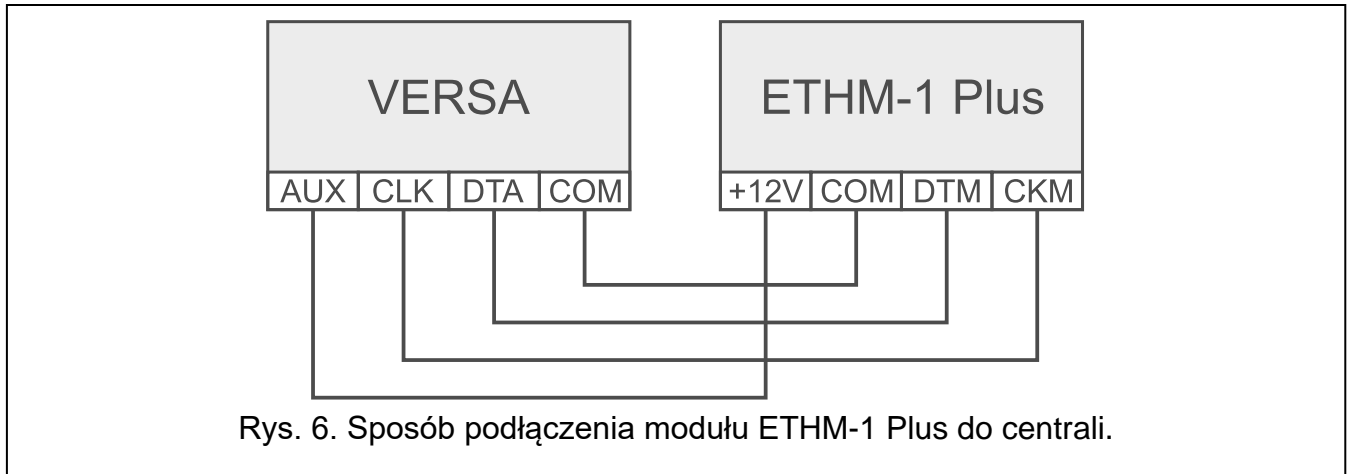 VERSA
ETHM-1 Plus
AUX CLK DTA COM
+12V COM DTM CKM
Rys. 6. Sposób podłączenia modułu ETHM-1 Plus do centrali.